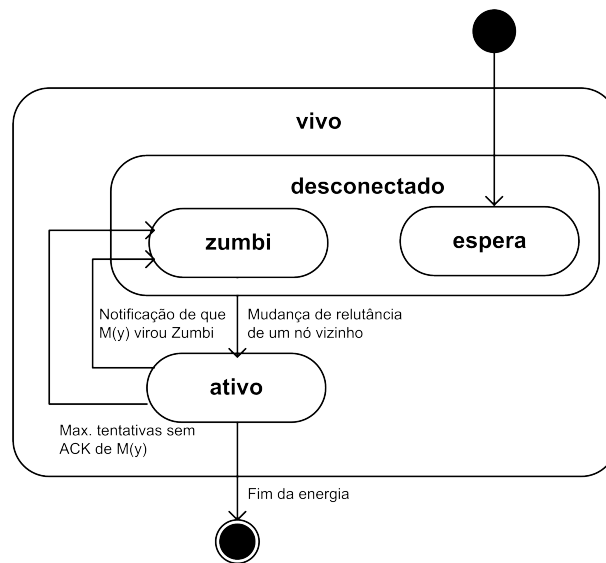 vivo
desconectado
zumbi
espera
Notificação de que
M(y) virou Zumbi
Mudança de relutância
de um nó vizinho
ativo
Max. tentativas sem
ACK de M(y)
Fim da energia